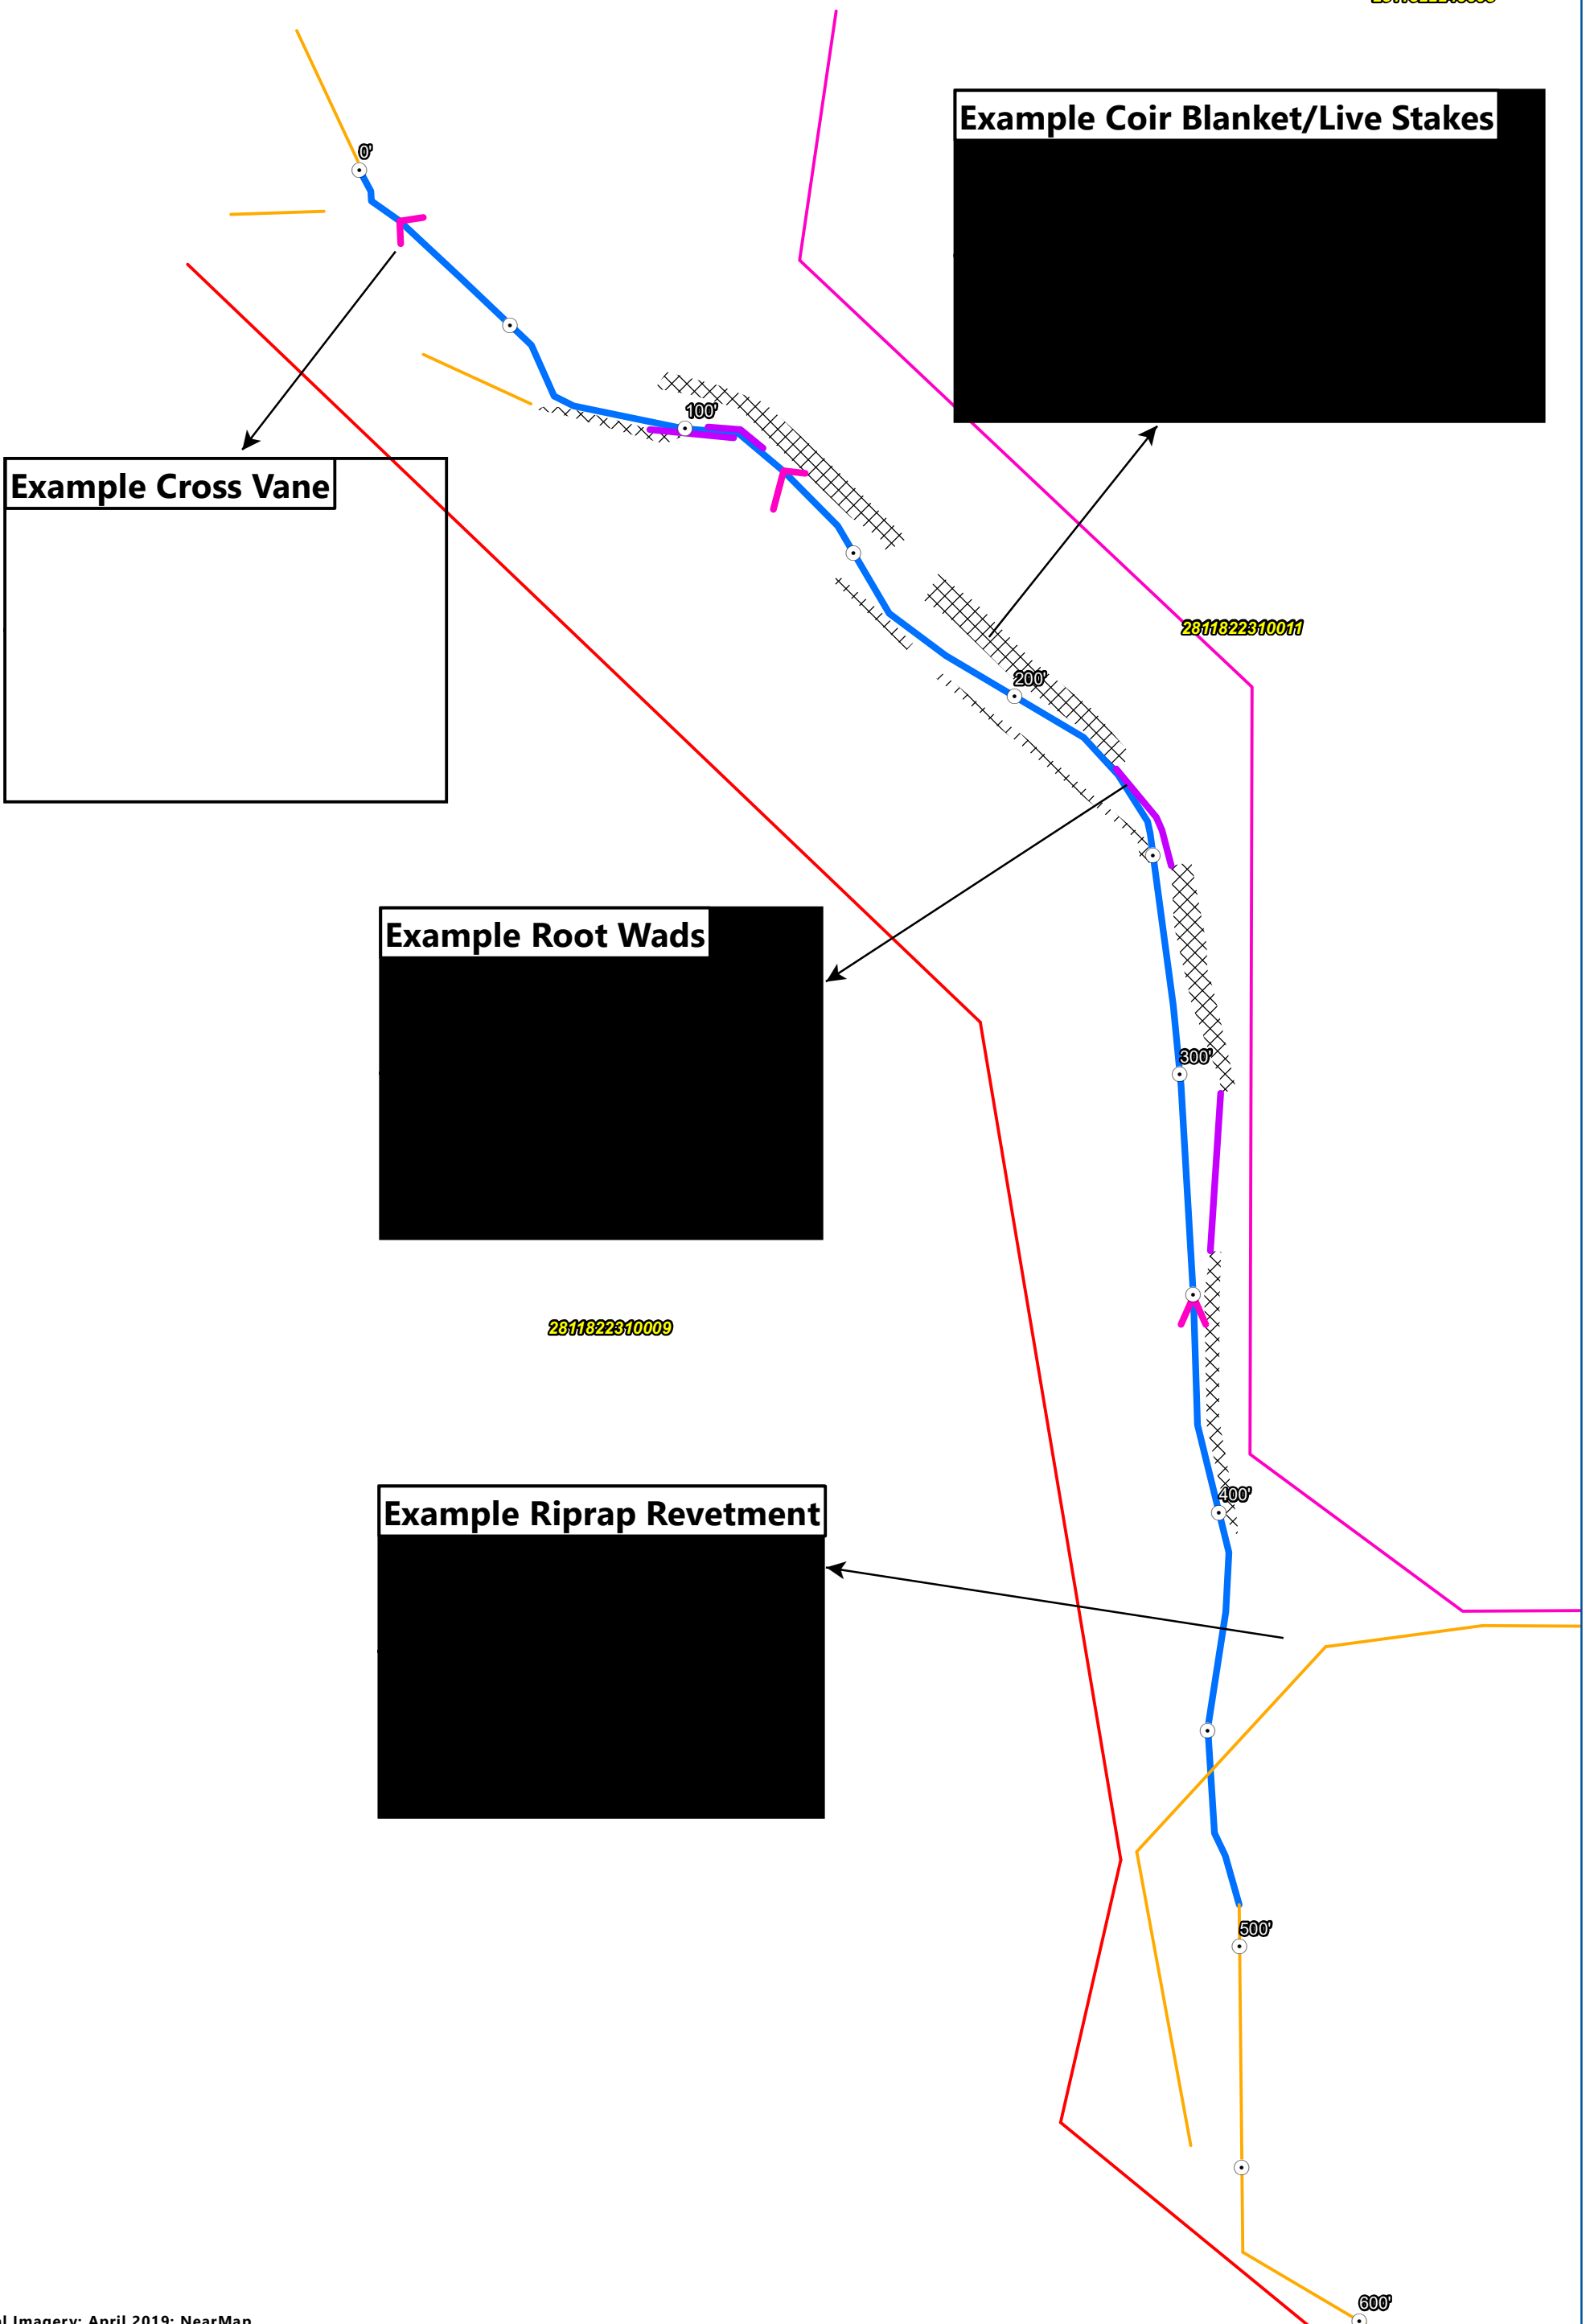 Example Coir Blanket/Live Stakes
0'
100'
Example Cross Vane
2811822310011
200'
Example Root Wads
300'
2811822310009
Example Riprap Revetment
400'
500'
600'
Imagery: April 2019: NearMap